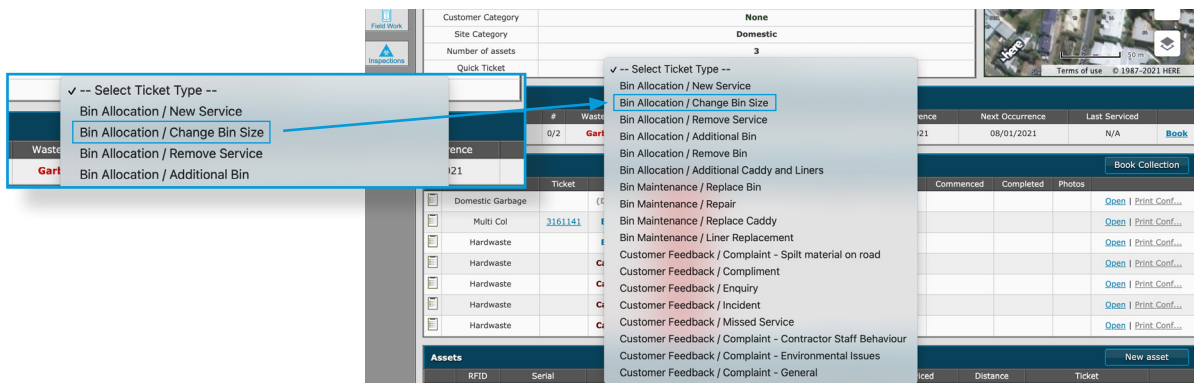 Field Work
Inspections
Customer Category None
Site Category Domestic
Number of assets 3
Quick Ticket
50 m
here
Terms of use © 1987-2021 HERE
✓ -- Select Ticket Type --
Bin Allocation / New Service
Bin Allocation / Change Bin Size
Bin Allocation / Remove Service
Bin Allocation / Additional Bin
Waste
Garb
rence
21
✓ -- Select Ticket Type --
Bin Allocation / New Service
Bin Allocation / Change Bin Size
Bin Allocation / Remove Service
Bin Allocation / Additional Bin
Bin Allocation / Remove Bin
Bin Allocation / Additional Caddy and Liners
Bin Maintenance / Replace Bin
Bin Maintenance / Repair
Bin Maintenance / Replace Caddy
Bin Maintenance / Liner Replacement
Customer Feedback / Complaint - Spilt material on road
Customer Feedback / Compliment
Customer Feedback / Enquiry
Customer Feedback / Incident
Customer Feedback / Missed Service
Customer Feedback / Complaint - Contractor Staff Behaviour
Customer Feedback / Complaint - Environmental Issues
Customer Feedback / Complaint - General
# Waste rence Next Occurrence Last Serviced
0/2 Garb 021 08/01/2021 N/A Book
Book Collection
Ticket Commenced Completed Photos
Domestic Garbage (D Open | Print Conf...
Multi Col 3161141 Open | Print Conf...
Hardwaste Open | Print Conf...
Hardwaste Ca Open | Print Conf...
Hardwaste Ca Open | Print Conf...
Hardwaste Ca Open | Print Conf...
Hardwaste Ca Open | Print Conf...
Assets New asset
RFID Serial iced Distance Ticket